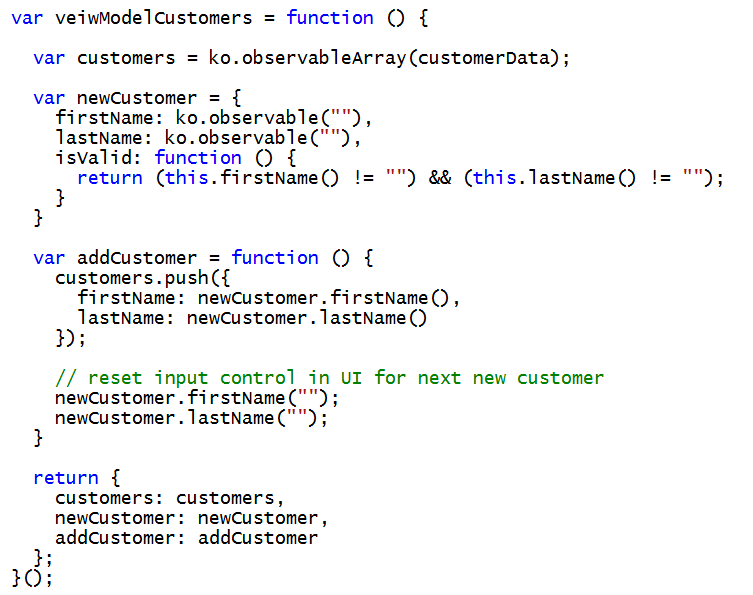 var veiwModelCustomers = function () {
var customers = ko.observableArray(customerData);
var newCustomer = {
firstName: ko.observable(""),
lastName: ko.observable(""),
isValid: function () {
return (this.firstName() != "") && (this.lastName() != "");
}
}
var addCustomer = function () {
customers.push({
firstName: newCustomer.firstName(),
lastName: newCustomer.lastName()
});
// reset input control in UI for next new customer
newCustomer.firstName("");
newCustomer.lastName("");
}
return {
customers: customers,
newCustomer: newCustomer,
addCustomer: addCustomer
};
}();